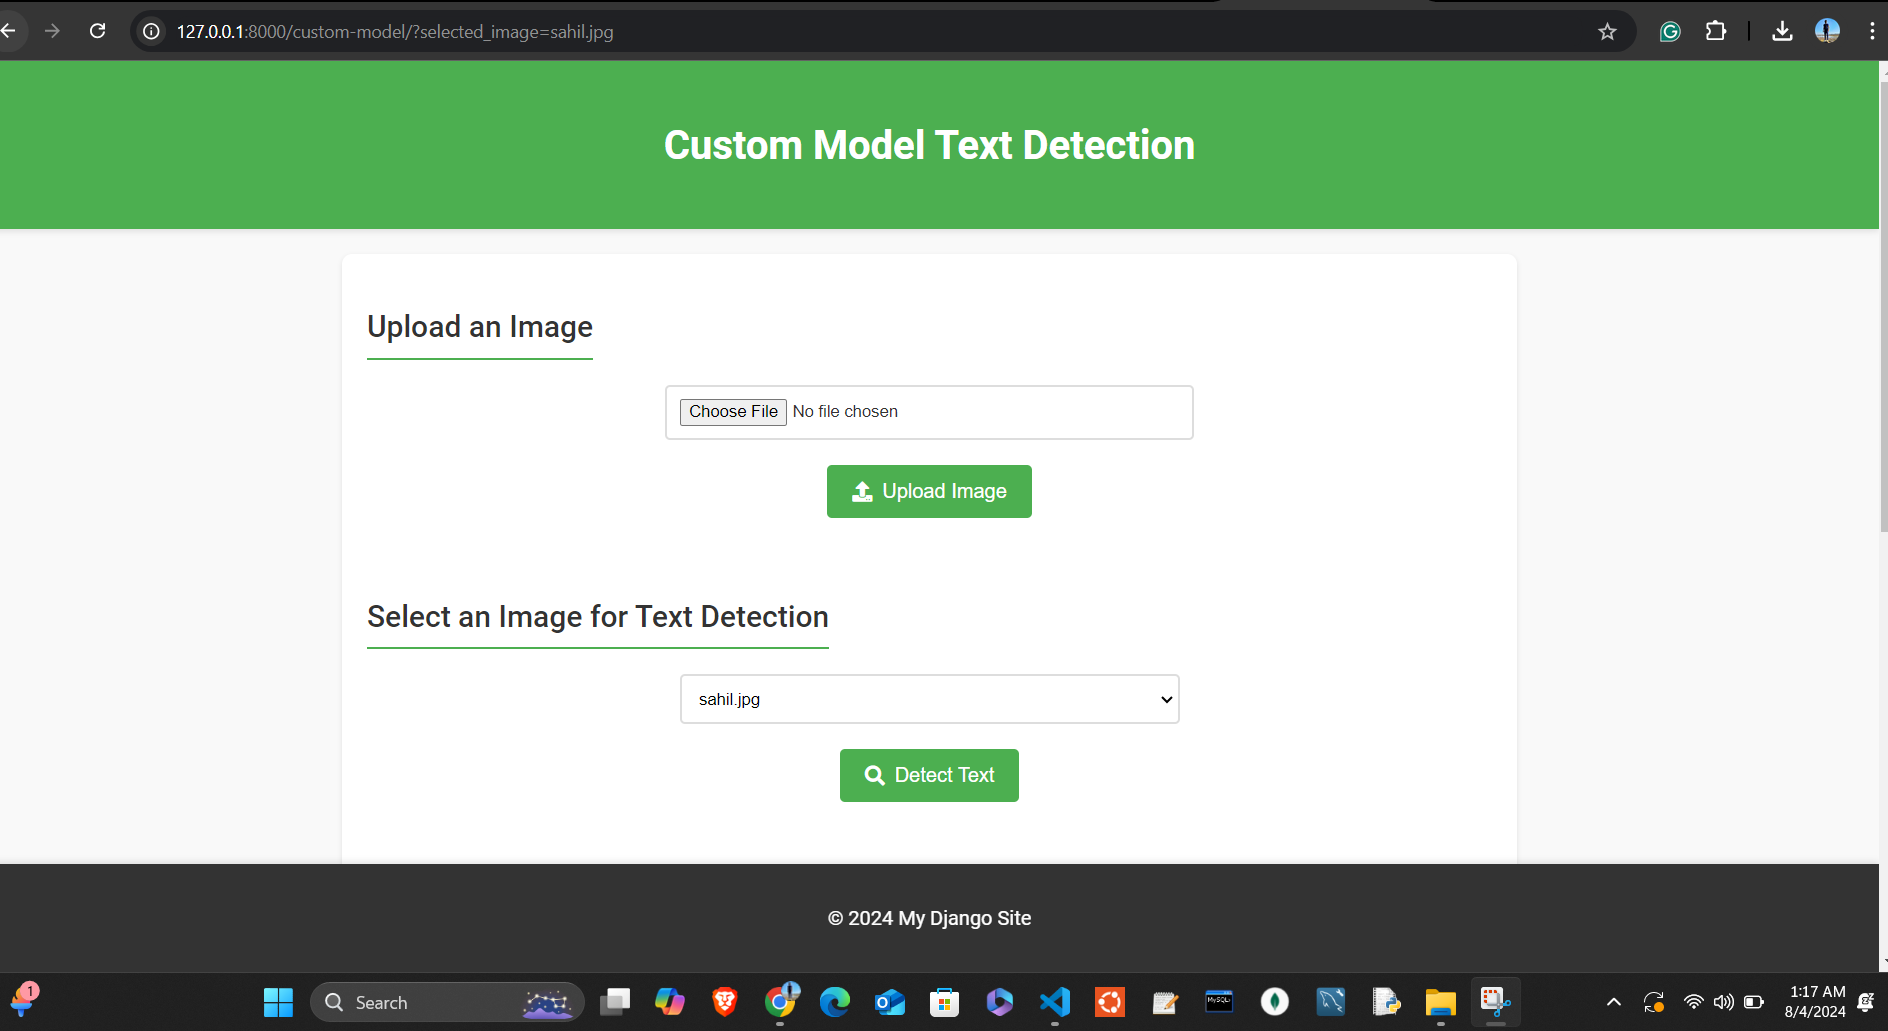 127.0.0.1:8000/custom-model/?selected_image=sahil.jpg
Custom Model Text Detection
Upload an Image
Choose File No file chosen
Upload Image
Select an Image for Text Detection
sahil.jpg
Detect Text
© 2024 My Django Site
1
Search
MySQL
1:17 AM
8/4/2024